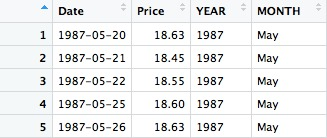 Date Price YEAR MONTH
1 1987-05-20 18.63 1987 May
2 1987-05-21 18.45 1987 May
3 1987-05-22 18.55 1987 May
4 1987-05-25 18.60 1987 May
5 1987-05-26 18.63 1987 May